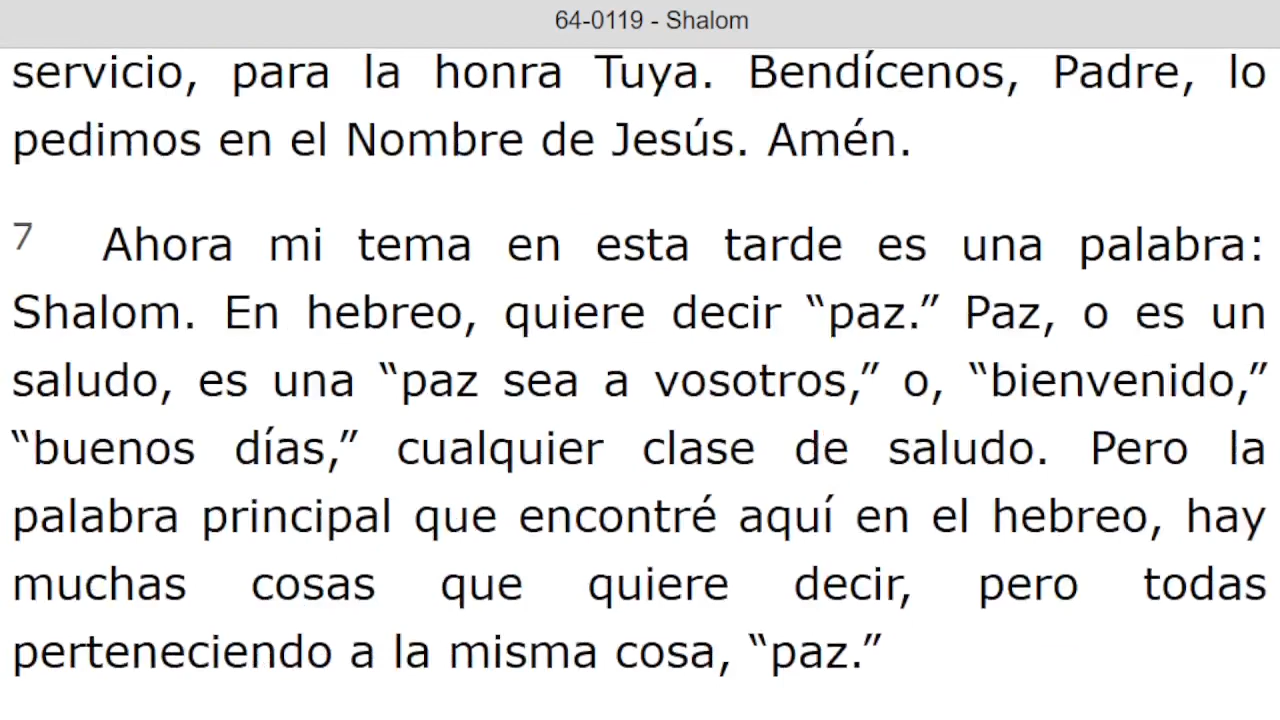 64-0119 - Shalom
servicio, para la honra Tuya. Bendícenos, Padre, lo
pedimos en el Nombre de Jesús. Amén.
7 Ahora mi tema en esta tarde es una palabra:
Shalom. En hebreo, quiere decir “paz.” Paz, o es un
saludo, es una “paz sea a vosotros,” o, “bienvenido,”
“buenos días,” cualquier clase de saludo. Pero la
palabra principal que encontré aquí en el hebreo, hay
muchas cosas que quiere decir, pero todas
perteneciendo a la misma cosa, “paz.”